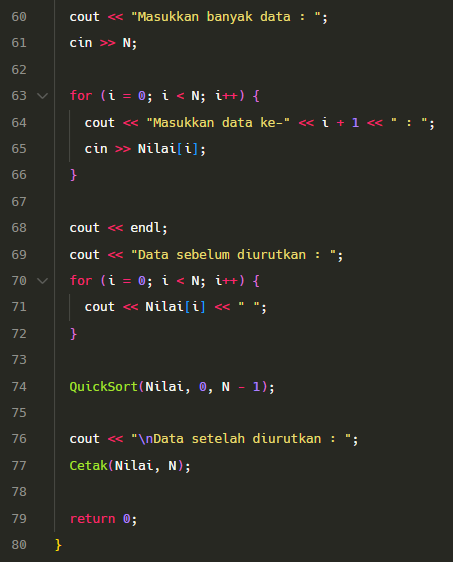 60 cout << "Masukkan banyak data : ";
61 cin >> N;
62
63 for (i = 0; i < N; i++) {
64 cout << "Masukkan data ke-" << i + 1 << " : ";
65 cin >> Nilai[i];
66 }
67
68 cout << endl;
69 cout << "Data sebelum diurutkan : ";
70 for (i = 0; i < N; i++) {
71 cout << Nilai[i] << " ";
72 }
73
74 QuickSort(Nilai, 0, N - 1);
75
76 cout << "\nData setelah diurutkan : ";
77 Cetak(Nilai, N);
78
79 return 0;
80 }